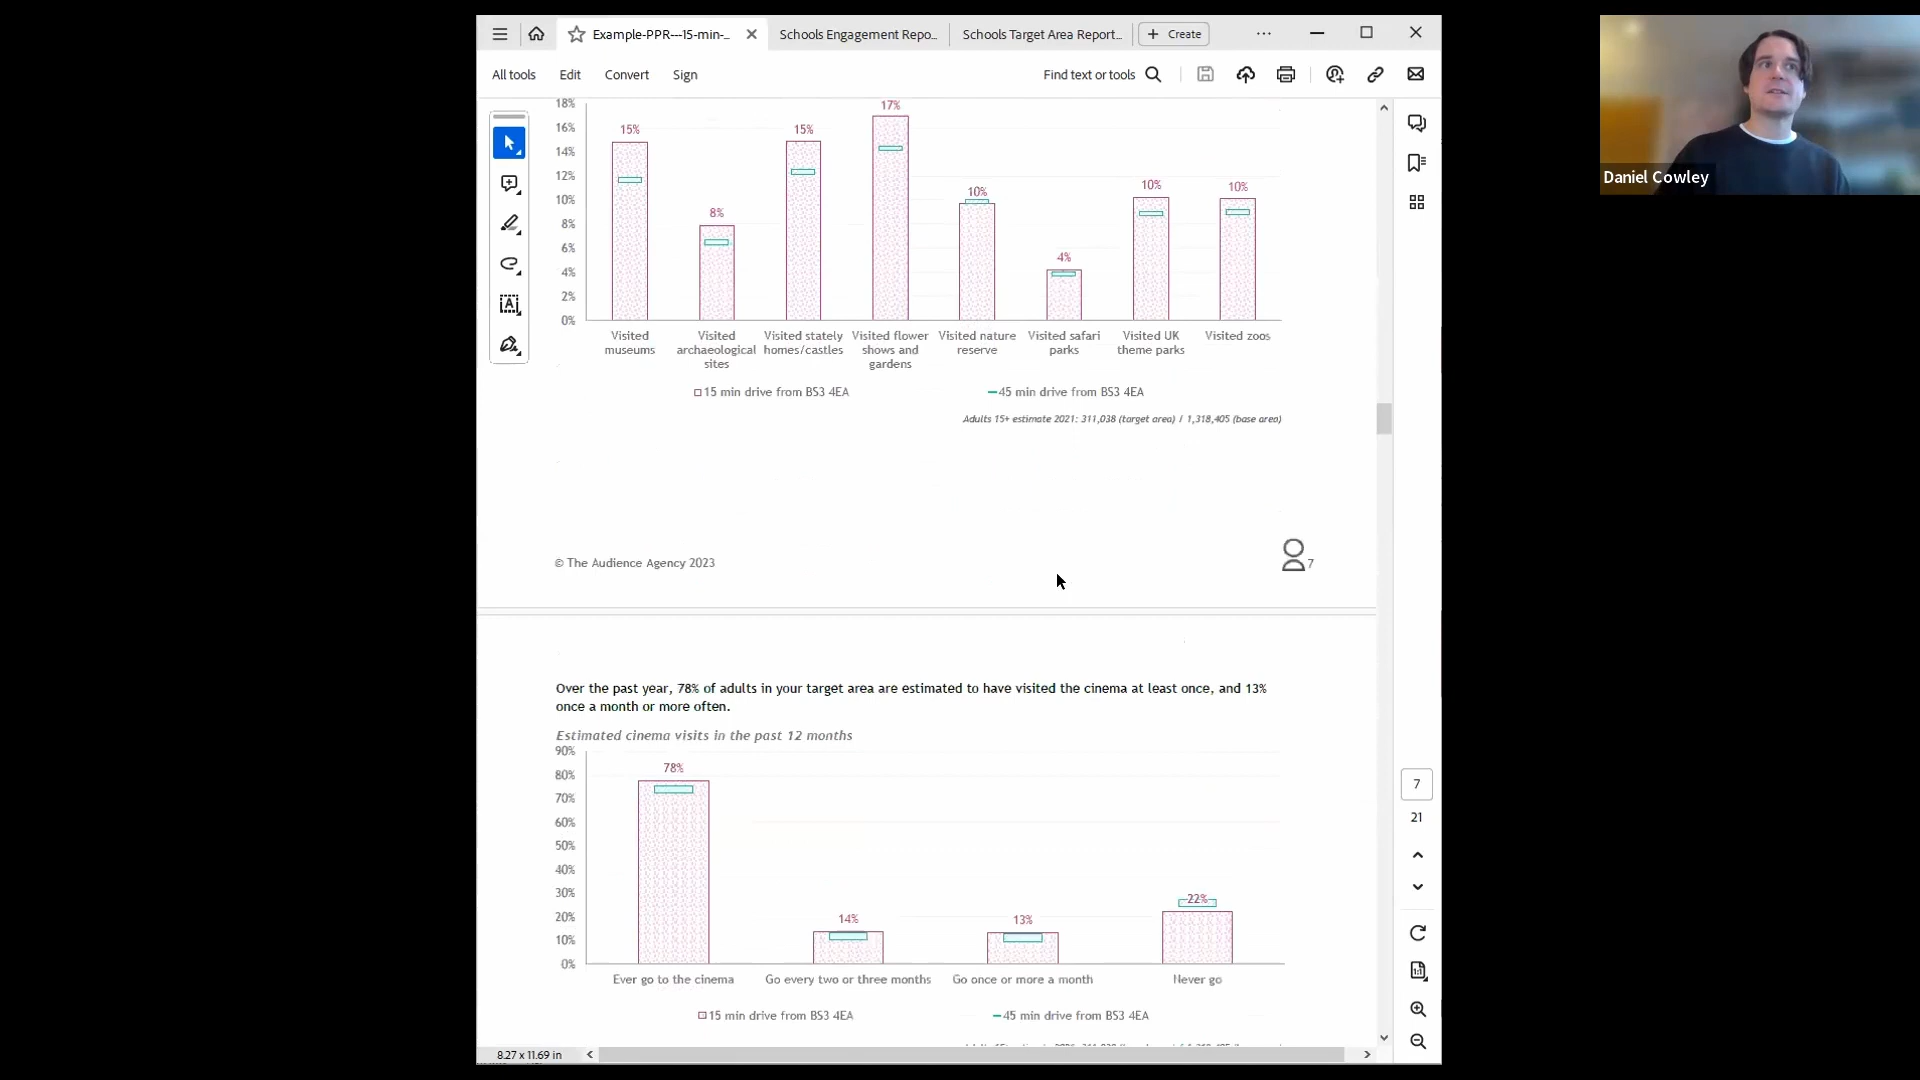 Example-PPR---15-min-...
Schools Engagement Repo...
Schools Target Area Report...
Create
All tools
Edit
Convert
Sign
Find text or tools
Daniel Cowley
18%
16%
14%
12%
10%
8%
6%
4%
2%
0%
15%
8%
15%
17%
10%
4%
10%
10%
Visited museums
Visited archaeological sites
Visited stately homes/castles
Visited flower shows and gardens
Visited nature reserve
Visited safari parks
Visited UK theme parks
Visited zoos
15 min drive from BS3 4EA
45 min drive from BS3 4EA
Adults 15+ estimate 2021: 311,038 (target area) / 1,318,405 (base area)
© The Audience Agency 2023
7
Over the past year, 78% of adults in your target area are estimated to have visited the cinema at least once, and 13%
once a month or more often.
Estimated cinema visits in the past 12 months
90%
80%
70%
60%
50%
40%
30%
20%
10%
0%
78%
14%
13%
22%
Ever go to the cinema
Go every two or three months
Go once or more a month
Never go
15 min drive from BS3 4EA
45 min drive from BS3 4EA
7
21
8.27 x 11.69 in